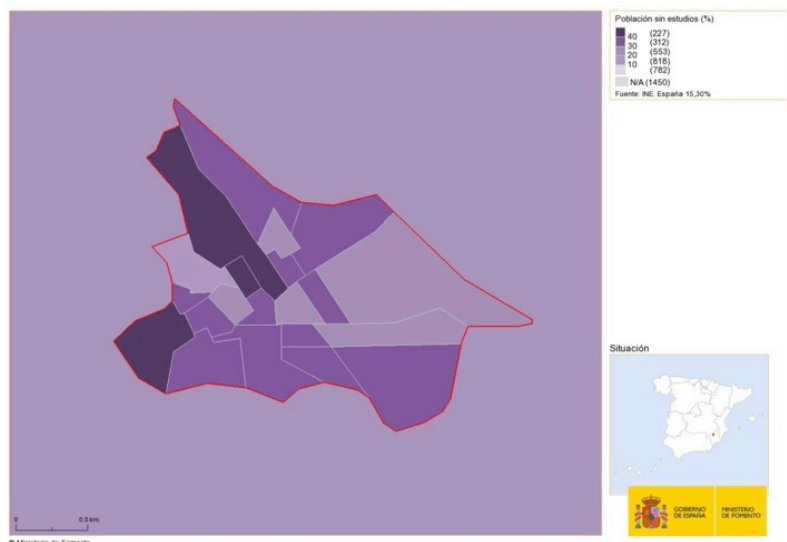 Población sin estudios (%)
40 (227)
30 (312)
20 (553)
10 (818)
(782)
N/A (1450)
Fuente: INE. España 15,30%
Situación
GOBIERNO
DE ESPAÑA
MINISTERIO
DE FOMENTO
0 0.5 km
© Ministerio de Fomento